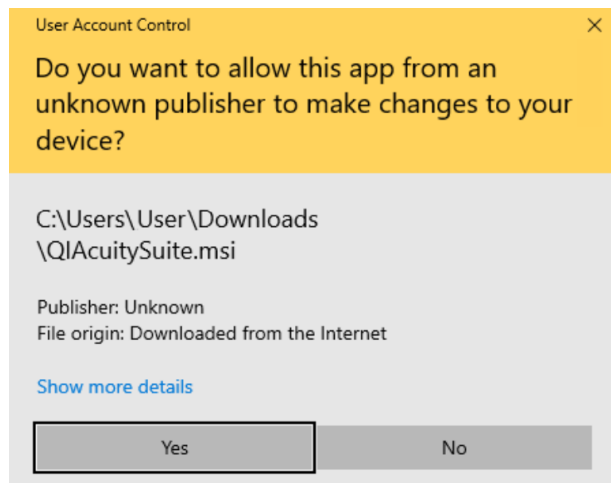 User Account Control
Do you want to allow this app from an
unknown publisher to make changes to your
device?
C:\Users\User\Downloads
\QIAcuitySuite.msi
Publisher: Unknown
File origin: Downloaded from the Internet
Show more details
Yes
No